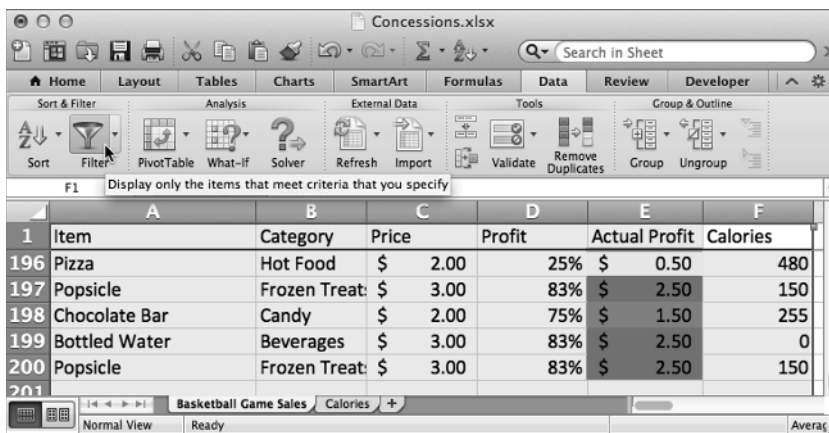 Concessions.xlsx
Search in Sheet
Home Layout Tables Charts SmartArt Formulas Data Review Developer
Sort & Filter Analysis External Data Tools Group & Outline
Sort Filter PivotTable What-If Solver Refresh Import Validate Remove Duplicates Group Ungroup
F1 Display only the items that meet criteria that you specify
A B C D E F
1 Item Category Price Profit Actual Profit Calories
196 Pizza Hot Food $ 2.00 25% $ 0.50 480
197 Popsicle Frozen Treat $ 3.00 83% $ 2.50 150
198 Chocolate Bar Candy $ 2.00 75% $ 1.50 255
199 Bottled Water Beverages $ 3.00 83% $ 2.50 0
200 Popsicle Frozen Treat $ 3.00 83% $ 2.50 150
201
Basketball Game Sales Calories +
Normal View Ready Averag